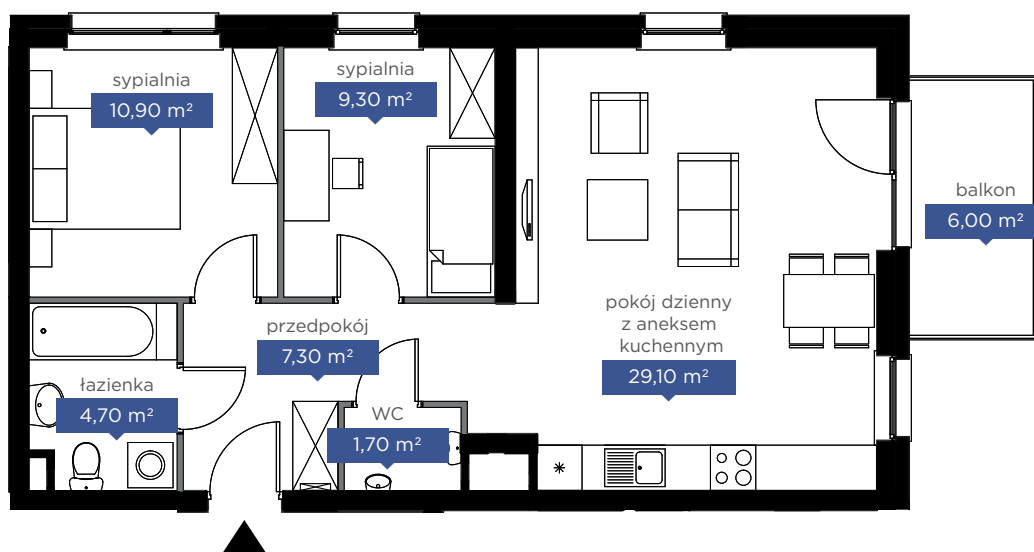 sypialnia
10,90 m²
sypialnia
9,30 m²
balkon
6,00 m²
pokój dzienny
z aneksem
kuchennym
29,10 m²
przedpokój
7,30 m²
łazienka
4,70 m²
WC
1,70 m²